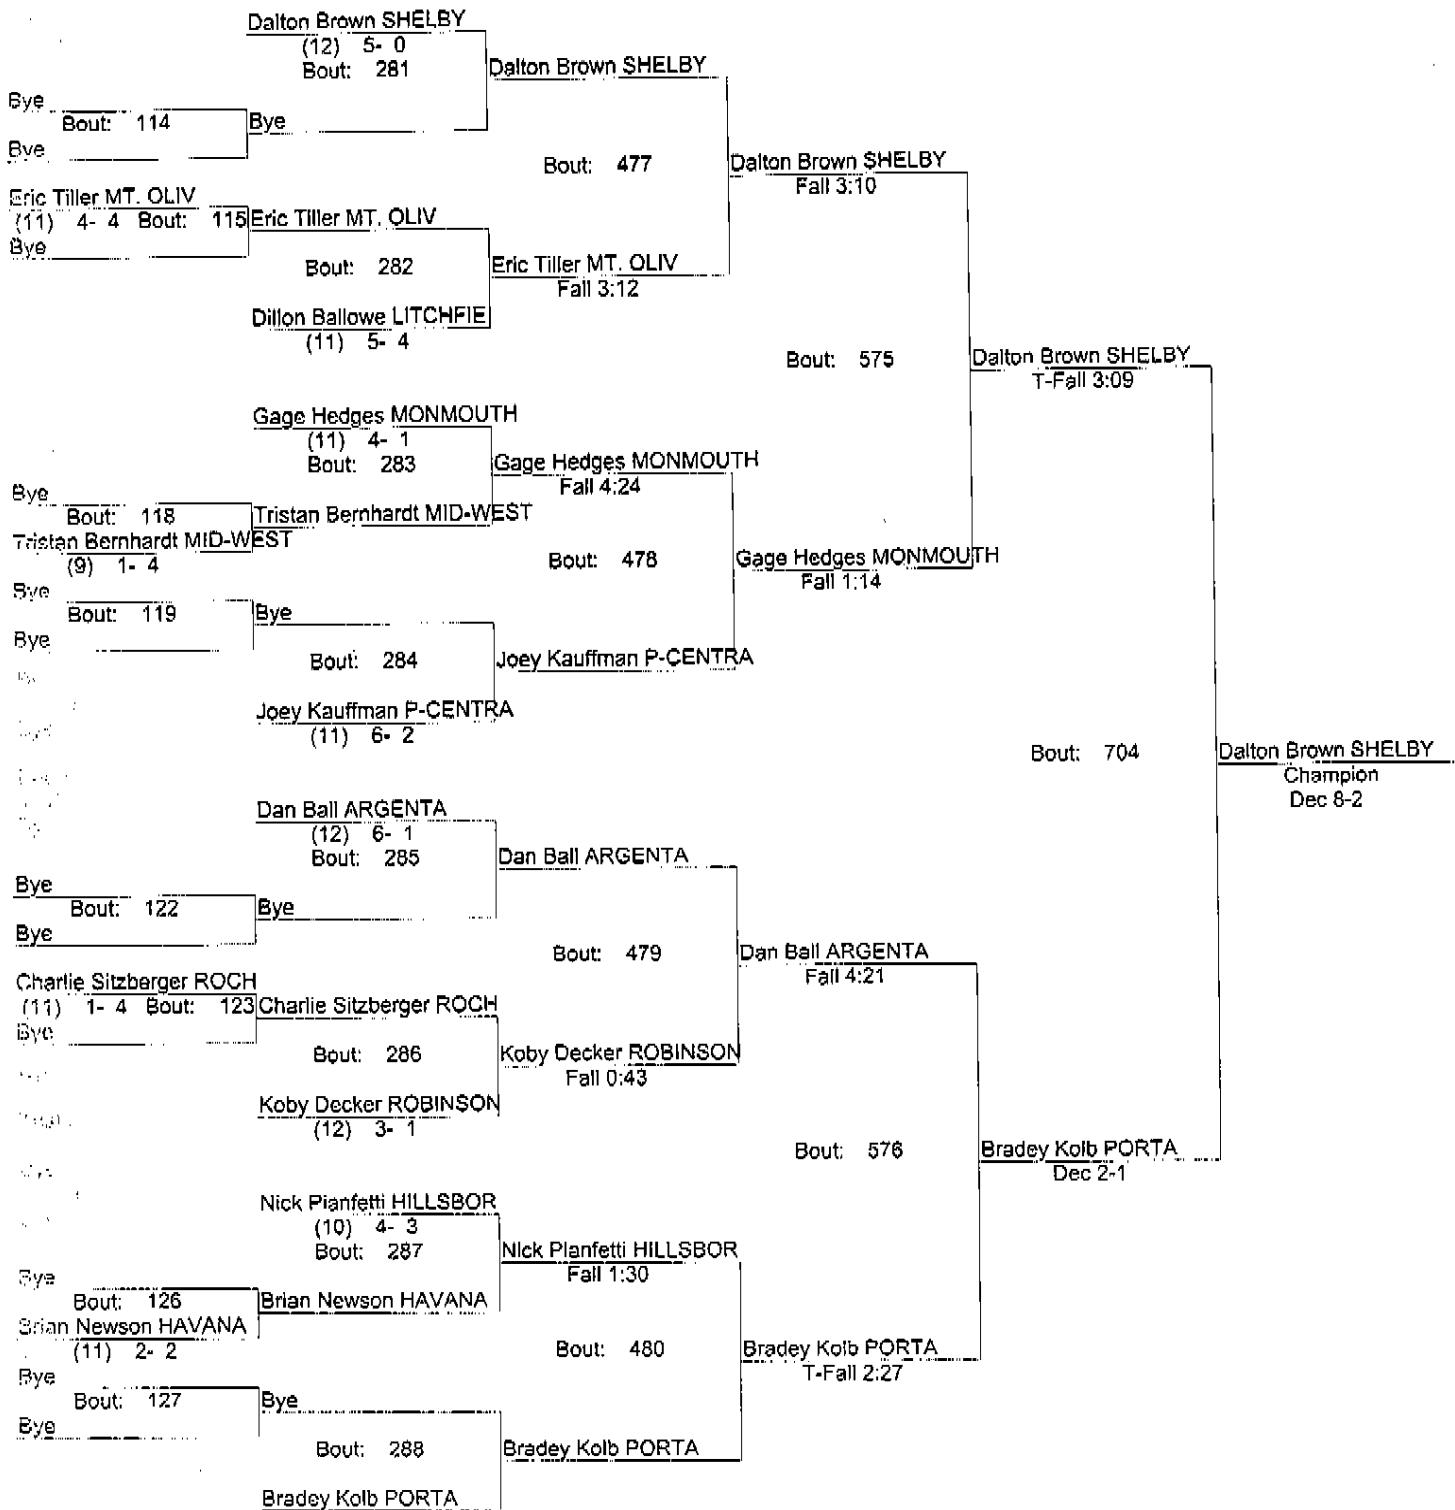 Dalton Brown SHELBY
(12) 5- 0
Bout: 281
Dalton Brown SHELBY
Bye
Bout: 114
Bye
Bye
Bout: 477
Dalton Brown SHELBY
Fall 3:10
Eric Tiller MT. OLIV
(11) 4- 4 Bout: 115
Eric Tiller MT. OLIV
Bye
Bout: 282
Eric Tiller MT. OLIV
Fall 3:12
Dillon Ballowe LITCHFIE
(11) 5- 4
Bout: 575
Dalton Brown SHELBY
T-Fall 3:09
Gage Hedges MONMOUTH
(11) 4- 1
Bout: 283
Gage Hedges MONMOUTH
Fall 4:24
Bye
Bout: 118
Tristan Bernhardt MID-WEST
Tristan Bernhardt MID-WEST
(9) 1- 4
Bout: 478
Gage Hedges MONMOUTH
Fall 1:14
Bye
Bout: 119
Bye
Bye
Bout: 284
Joey Kauffman P-CENTRA
Joey Kauffman P-CENTRA
(11) 6- 2
Bout: 704
Dalton Brown SHELBY
Champion
Dec 8-2
Dan Ball ARGENTA
(12) 6- 1
Bout: 285
Dan Ball ARGENTA
Bye
Bout: 122
Bye
Bye
Bout: 479
Dan Ball ARGENTA
Fall 4:21
Charlie Sitzberger ROCH
(11) 1- 4 Bout: 123
Charlie Sitzberger ROCH
Bye
Bout: 286
Koby Decker ROBINSON
Fall 0:43
Koby Decker ROBINSON
(12) 3- 1
Bout: 576
Bradey Kolb PORTA
Dec 2-1
Nick Pianfetti HILLSBOR
(10) 4- 3
Bout: 287
Nick Pianfetti HILLSBOR
Fall 1:30
Bye
Bout: 126
Brian Newson HAVANA
Brian Newson HAVANA
(11) 2- 2
Bout: 480
Bradey Kolb PORTA
T-Fall 2:27
Bye
Bout: 127
Bye
Bye
Bout: 288
Bradey Kolb PORTA
Bradey Kolb PORTA